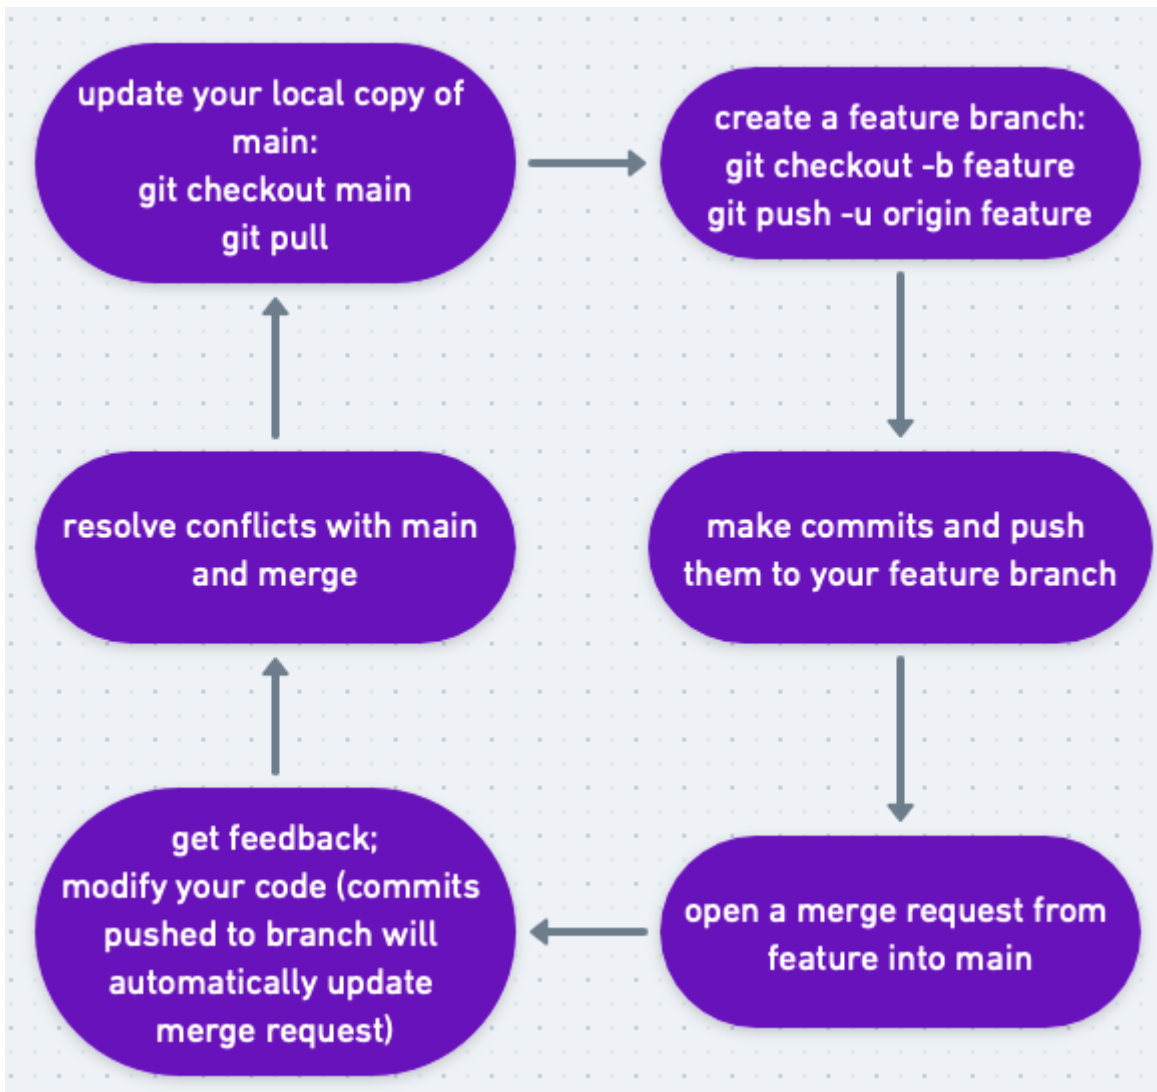 update your local copy of
main:
git checkout main
git pull
create a feature branch:
git checkout -b feature
git push -u origin feature
make commits and push
them to your feature branch
open a merge request from
feature into main
get feedback;
modify your code (commits
pushed to branch will
automatically update
merge request)
resolve conflicts with main
and merge